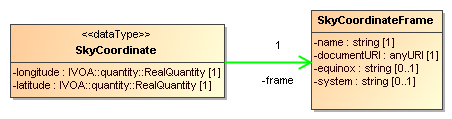 <<dataType>>
SkyCoordinate
-longitude : IVOA::quantity::RealQuantity [1]
-latitude : IVOA::quantity::RealQuantity [1]
1
-frame
SkyCoordinateFrame
-name : string [1]
-documentURI : anyURI [1]
-equinox : string [0..1]
-system : string [0..1]